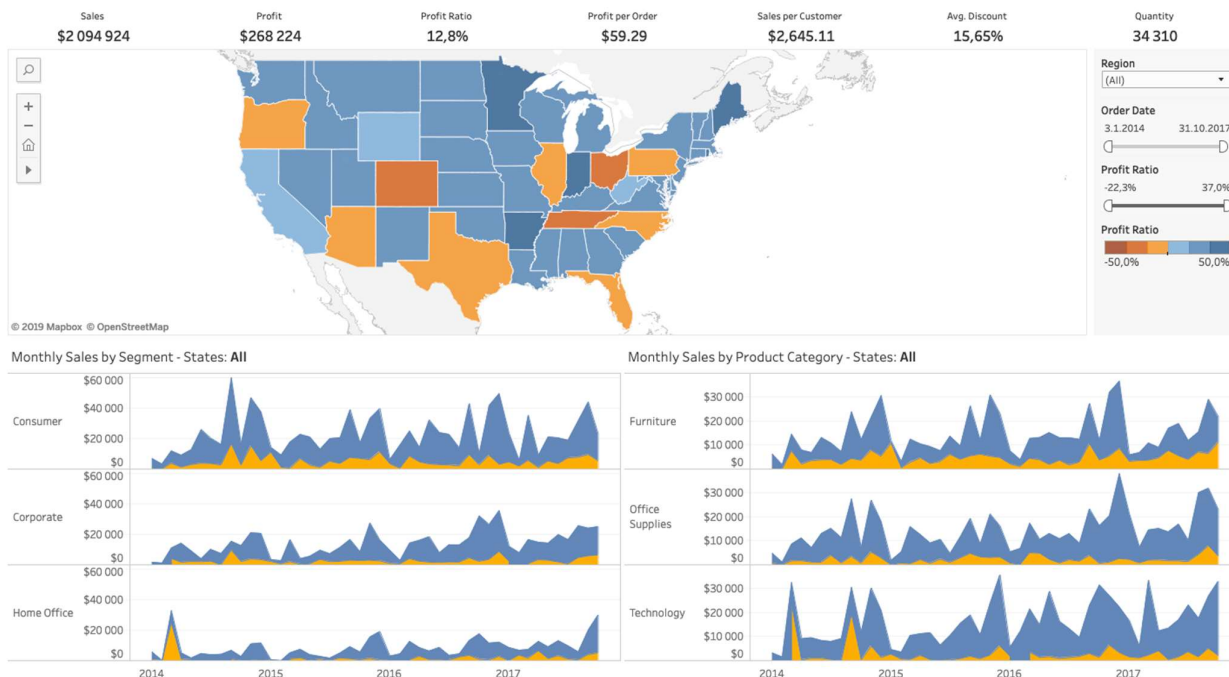 Sales Profit Profit Ratio Profit per Order Sales per Customer Avg. Discount Quantity
$2 094 924 $268 224 12,8% $59.29 $2,645.11 15,65% 34 310
Region
(All)
Order Date
3.1.2014 31.10.2017
Profit Ratio
-22,3% 37,0%
Profit Ratio
-50,0% 50,0%
© 2019 Mapbox © OpenStreetMap
Monthly Sales by Segment - States: All
Consumer
$60 000
$40 000
$20 000
$0
Corporate
$60 000
$40 000
$20 000
$0
Home Office
$60 000
$40 000
$20 000
$0
2014 2015 2016 2017
Monthly Sales by Product Category - States: All
Furniture
$30 000
$20 000
$10 000
$0
Office
Supplies
$30 000
$20 000
$10 000
$0
Technology
$30 000
$20 000
$10 000
$0
2014 2015 2016 2017